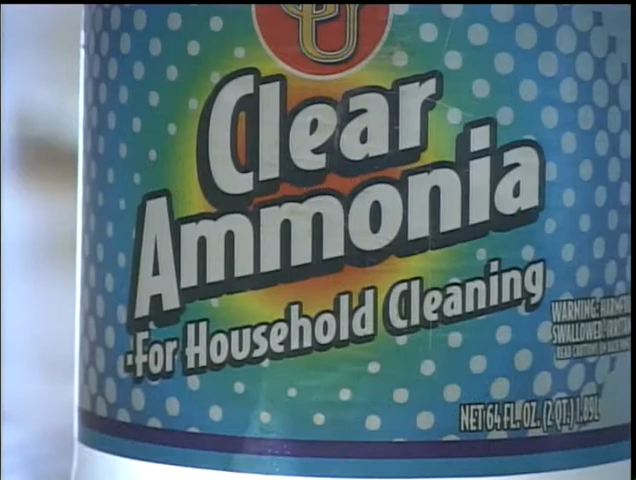 Clear
Ammonia
-For Household Cleaning
WARNING:
SWALLOWED.
NET 64 FL. OZ. (2 QT.) 1.89L